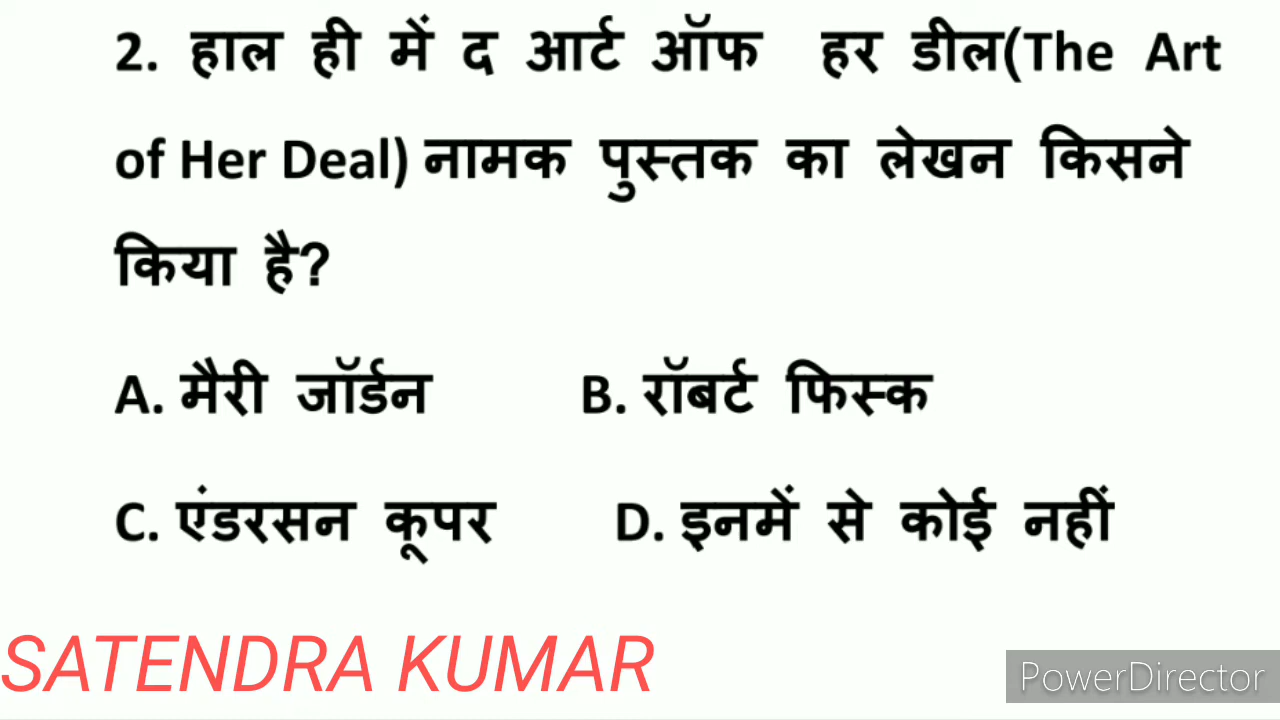 2. हाल ही में द आर्ट ऑफ हर डील(The Art
of Her Deal) नामक पुस्तक का लेखन किसने
किया है?
A. मैरी जॉर्डन B. रॉबर्ट फिस्क
C. एंडरसन कूपर D. इनमें से कोई नहीं
SATENDRA KUMAR
PowerDirector